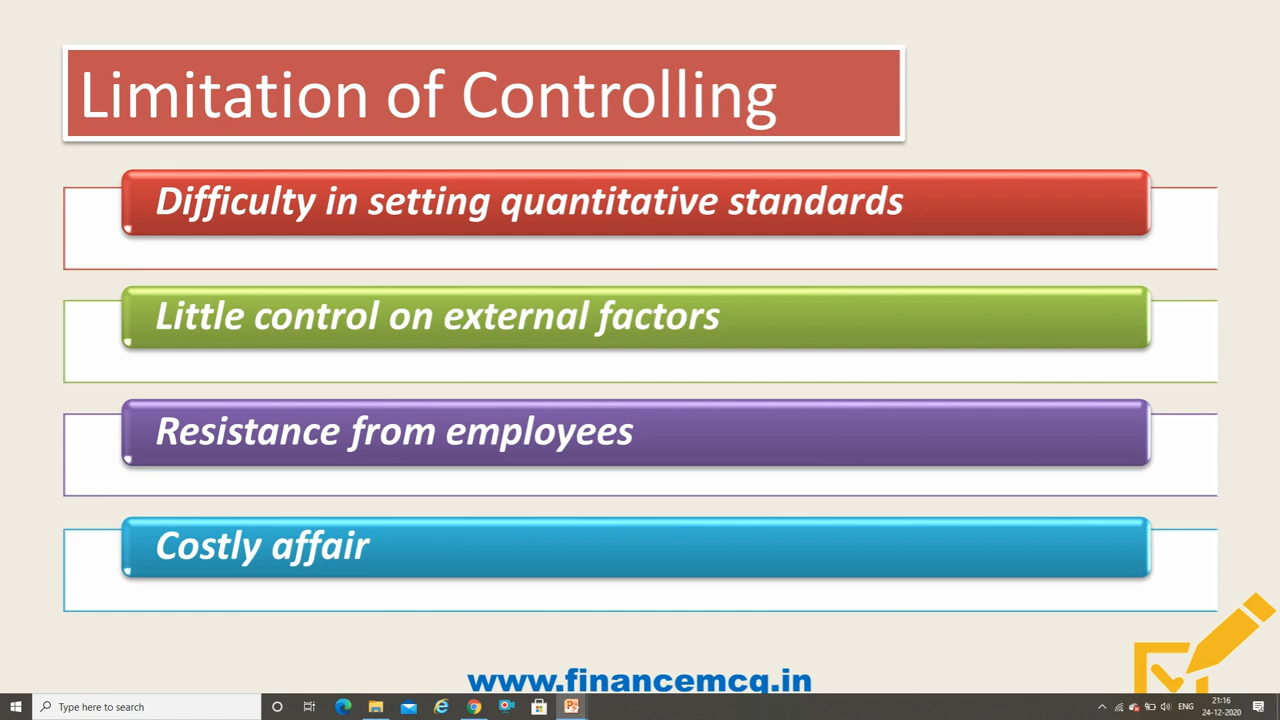 Limitation of Controlling
Difficulty in setting quantitative standards
Little control on external factors
Resistance from employees
Costly affair
www.financemcq.in
Type here to search
ENG
21:16
24-12-2020